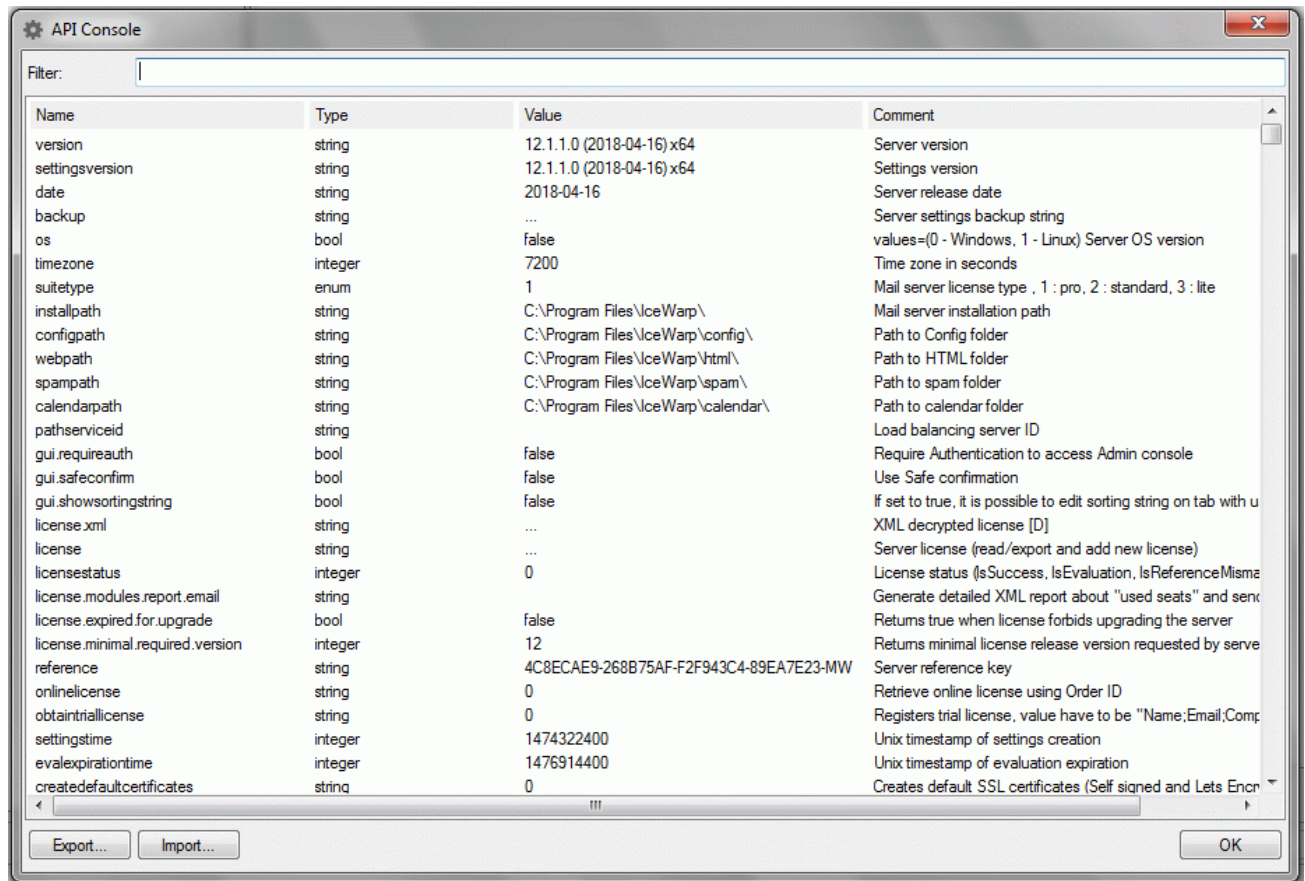 API Console
Filter:
Name Type Value Comment
version string 12.1.1.0 (2018-04-16) x64 Server version
settingsversion string 12.1.1.0 (2018-04-16) x64 Settings version
date string 2018-04-16 Server release date
backup string ... Server settings backup string
os bool false values=(0 - Windows, 1 - Linux) Server OS version
timezone integer 7200 Time zone in seconds
suitetype enum 1 Mail server license type , 1 : pro, 2 : standard, 3 : lite
installpath string C:\Program Files\IceWarp\ Mail server installation path
configpath string C:\Program Files\IceWarp\config\ Path to Config folder
webpath string C:\Program Files\IceWarp\html\ Path to HTML folder
spampath string C:\Program Files\IceWarp\spam\ Path to spam folder
calendarpath string C:\Program Files\IceWarp\calendar\ Path to calendar folder
pathserviceid string Load balancing server ID
gui.requireauth bool false Require Authentication to access Admin console
gui.safeconfirm bool false Use Safe confirmation
gui.showsortingstring bool false If set to true, it is possible to edit sorting string on tab with u
license.xml string ... XML decrypted license [D]
license string ... Server license (read/export and add new license)
licensestatus integer 0 License status (IsSuccess, IsEvaluation, IsReferenceMisma
license.modules.report.email string Generate detailed XML report about "used seats" and send
license.expired.for.upgrade bool false Returns true when license forbids upgrading the server
license.minimal.required.version integer 12 Returns minimal license release version requested by serve
reference string 4C8ECAE9-268B75AF-F2F943C4-89EA7E23-MW Server reference key
onlinelicense string 0 Retrieve online license using Order ID
obtaintriallicense string 0 Registers trial license, value have to be "Name;Email;Comp
settingstime integer 1474322400 Unix timestamp of settings creation
evalexpirationtime integer 1476914400 Unix timestamp of evaluation expiration
createdefaultcertificates string 0 Creates default SSL certificates (Self signed and Lets Encr
Export... Import... OK